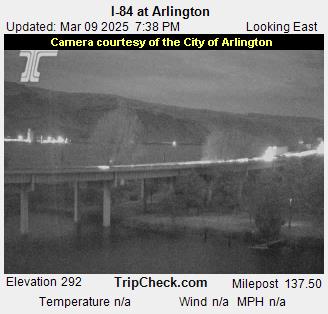 I-84 at Arlington
Updated: Mar 09 2025 7:38 PM Looking East
Camera courtesy of the City of Arlington
Elevation 292 TripCheck.com Milepost 137.50
Temperature n/a Wind n/a MPH n/a